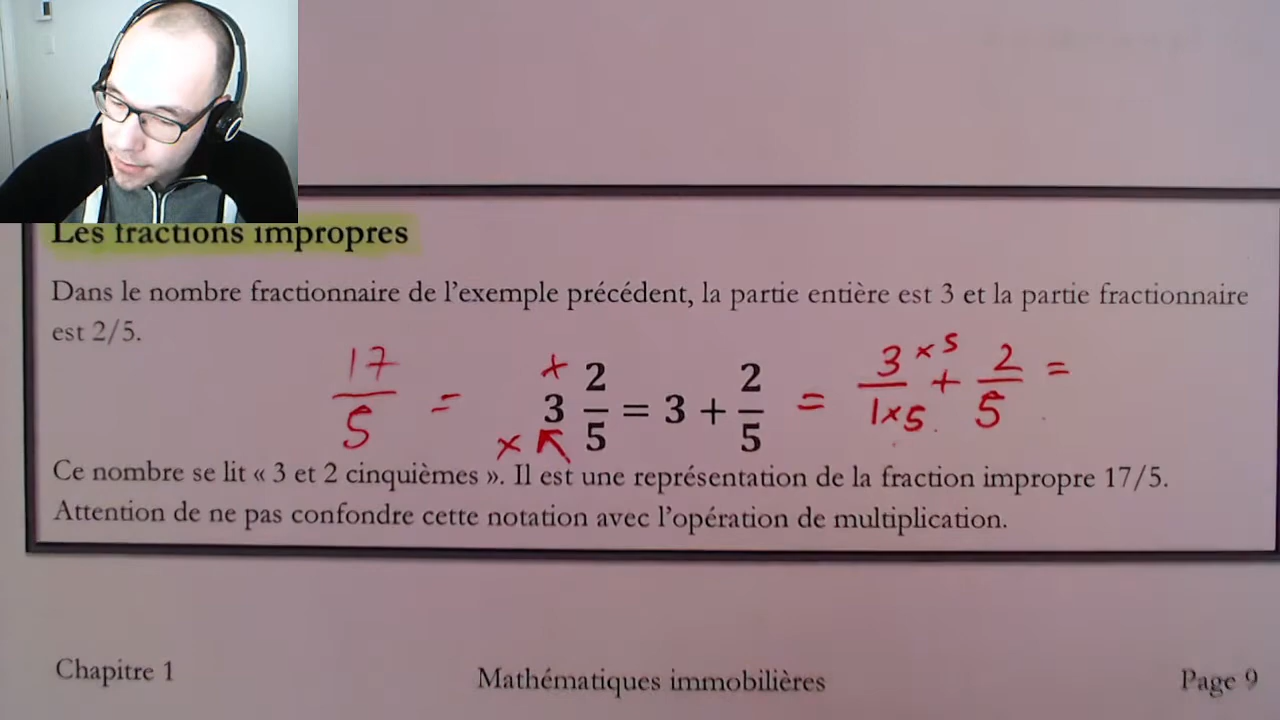 Les fractions impropres
Dans le nombre fractionnaire de l'exemple précédent, la partie entière est 3 et la partie fractionnaire
est 2/5.
17/5 = 3 2/5 = 3 + 2/5 = 3×5/1×5 + 2/5 =
+
×
Ce nombre se lit « 3 et 2 cinquièmes ». Il est une représentation de la fraction impropre 17/5.
Attention de ne pas confondre cette notation avec l'opération de multiplication.
Chapitre 1 Mathématiques immobilières Page 9